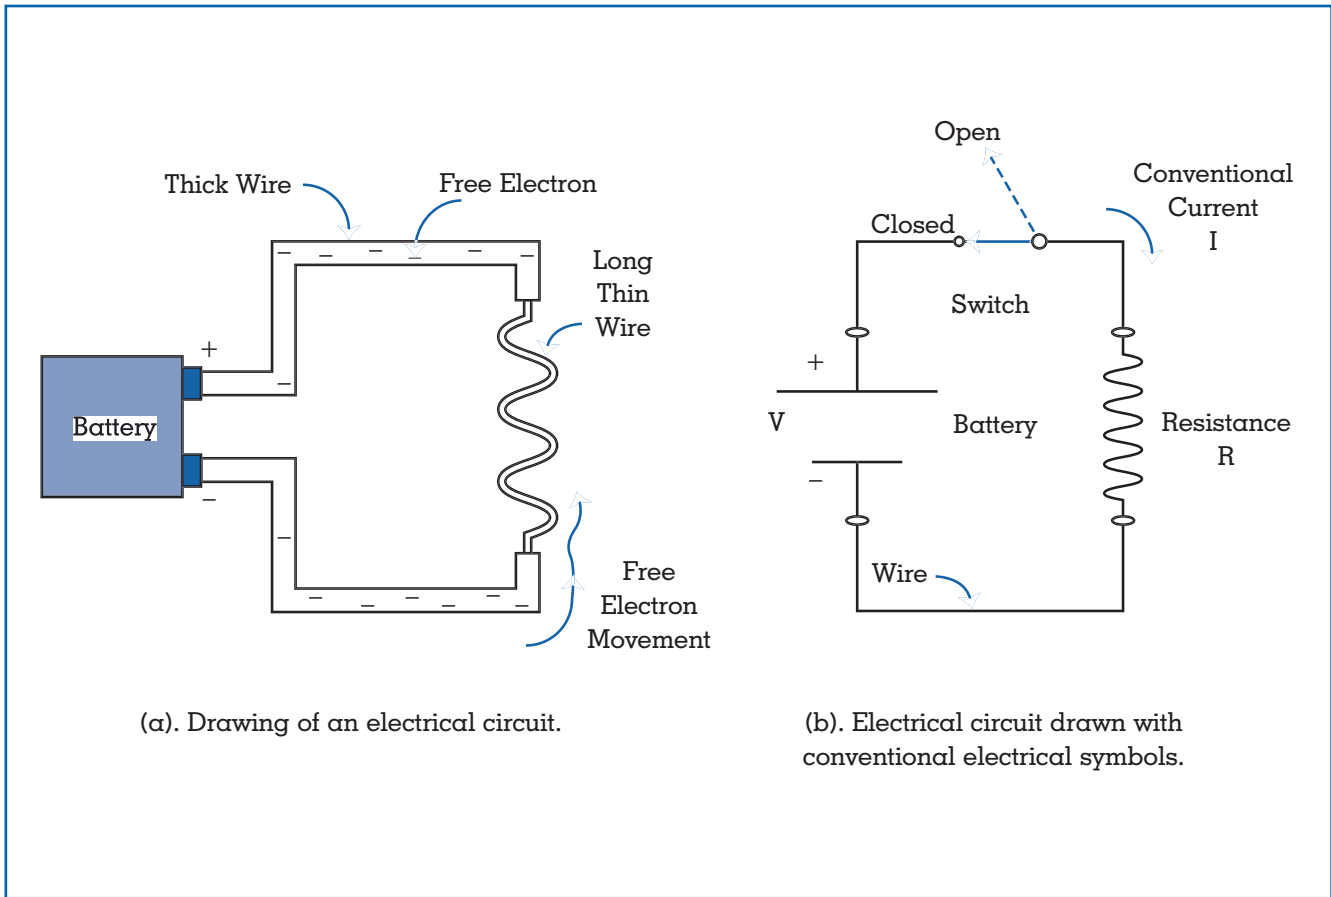 Thick Wire
Free Electron
Long
Thin
Wire
+
Battery
−
Free
Electron
Movement
(a). Drawing of an electrical circuit.
Open
Conventional
Current
I
Closed
Switch
+
V
Battery
−
Resistance
R
Wire
(b). Electrical circuit drawn with
conventional electrical symbols.